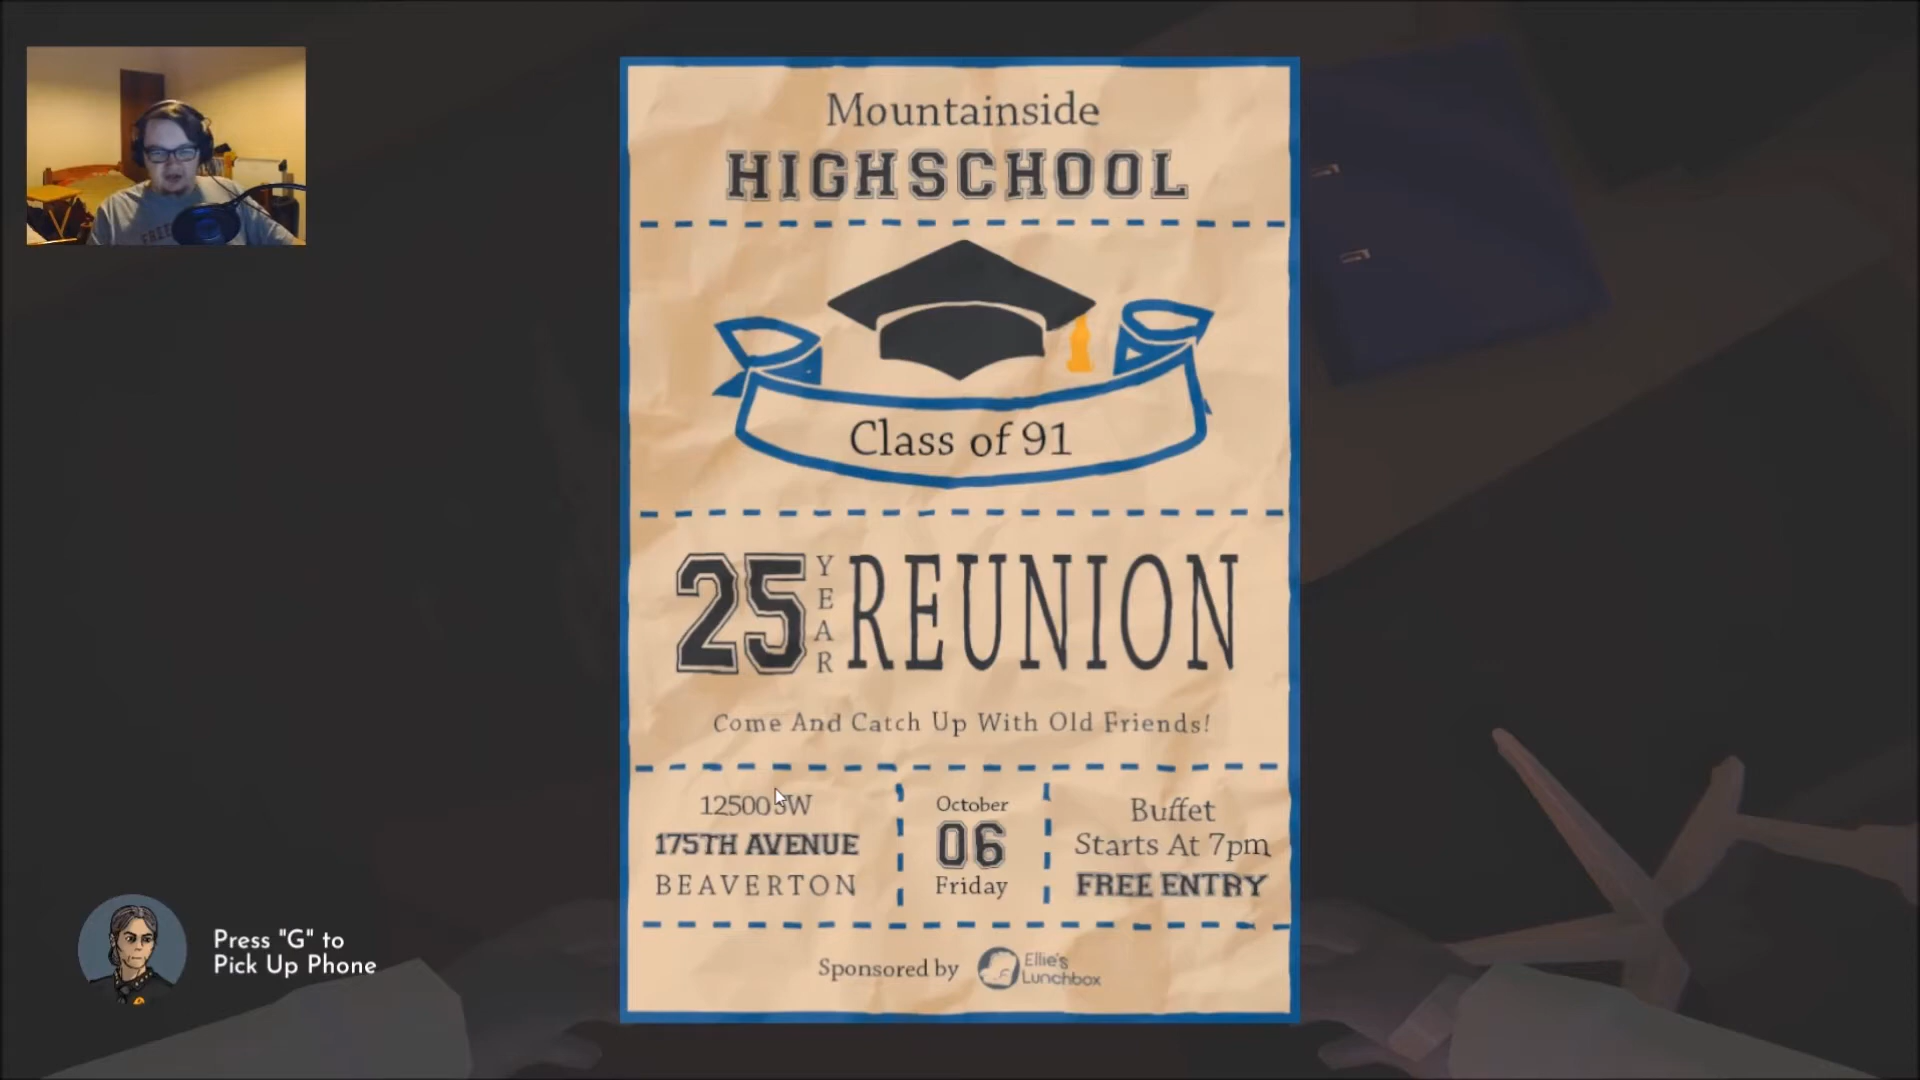 Mountainside
HIGHSCHOOL
Class of 91
25 YEAR REUNION
Come And Catch Up With Old Friends!
12500 SW
175TH AVENUE
BEAVERTON
October
06
Friday
Buffet
Starts At 7pm
FREE ENTRY
Sponsored by Ellie's
Lunchbox
Press "G" to
Pick Up Phone